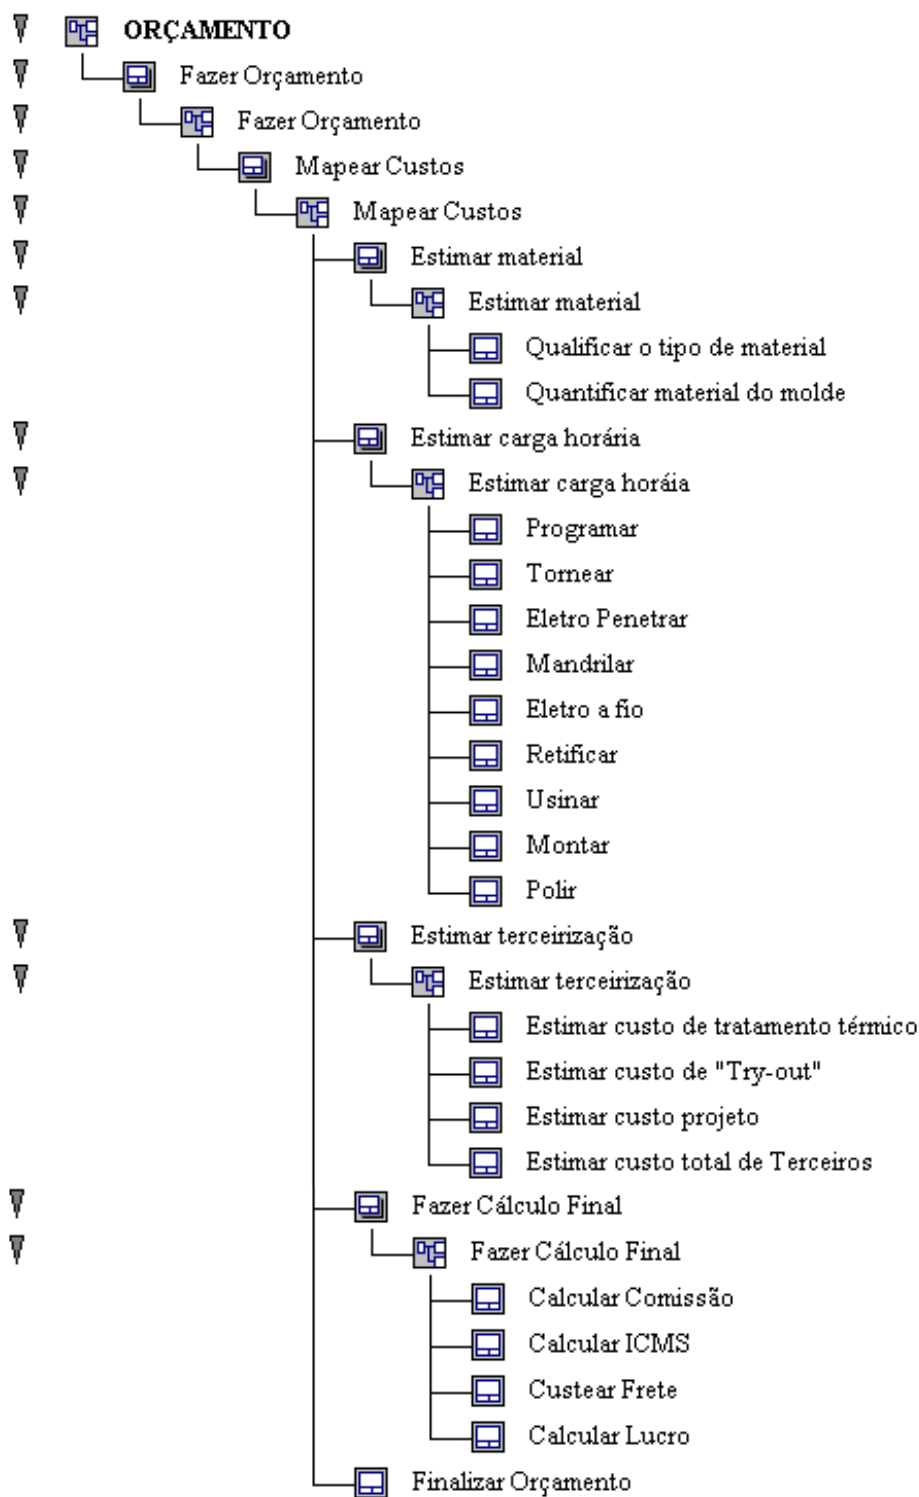 ORÇAMENTO
Fazer Orçamento
Fazer Orçamento
Mapear Custos
Mapear Custos
Estimar material
Estimar material
Qualificar o tipo de material
Quantificar material do molde
Estimar carga horária
Estimar carga horáia
Programar
Tornear
Eletro Penetrar
Mandrilar
Eletro a fio
Retificar
Usinar
Montar
Polir
Estimar terceirização
Estimar terceirização
Estimar custo de tratamento térmico
Estimar custo de "Try-out"
Estimar custo projeto
Estimar custo total de Terceiros
Fazer Cálculo Final
Fazer Cálculo Final
Calcular Comissão
Calcular ICMS
Custear Frete
Calcular Lucro
Finalizar Orçamento